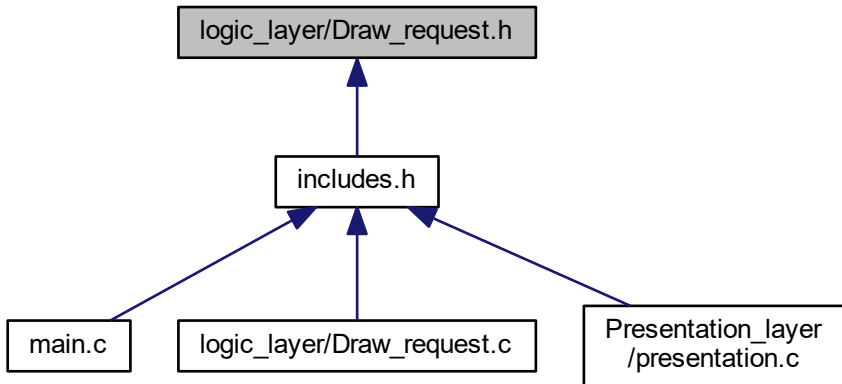 logic_layer/Draw_request.h
includes.h
main.c
logic_layer/Draw_request.c
Presentation_layer
/presentation.c